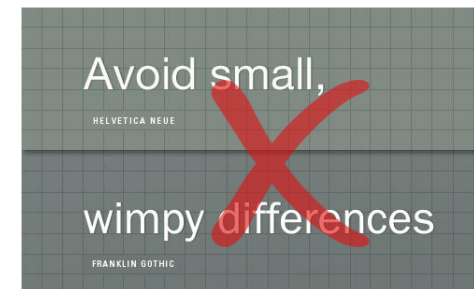 Avoid small,
HELVETICA NEUE
wimpy differences
FRANKLIN GOTHIC